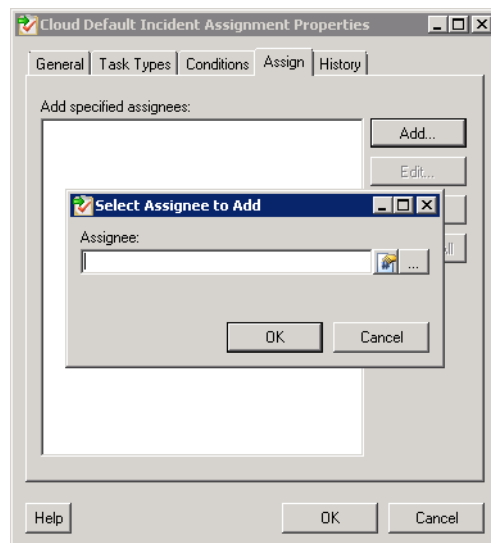 Cloud Default Incident Assignment Properties
General Task Types Conditions Assign History
Add specified assignees:
Add...
Edit...
Select Assignee to Add
Assignee:
...
OK Cancel
Help OK Cancel